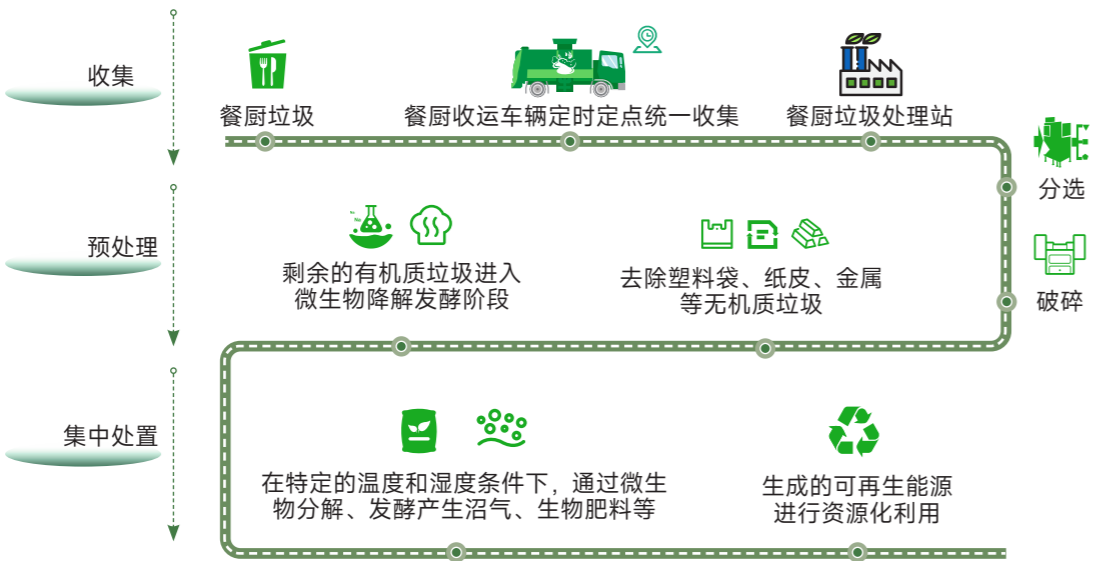 收集
餐厨垃圾
餐厨收运车辆定时定点统一收集
餐厨垃圾处理站
分选
破碎
预处理
去除塑料袋、纸皮、金属
等无机质垃圾
剩余的有机质垃圾进入
微生物降解发酵阶段
集中处置
在特定的温度和湿度条件下，通过微生
物分解、发酵产生沼气、生物肥料等
生成的可再生能源
进行资源化利用